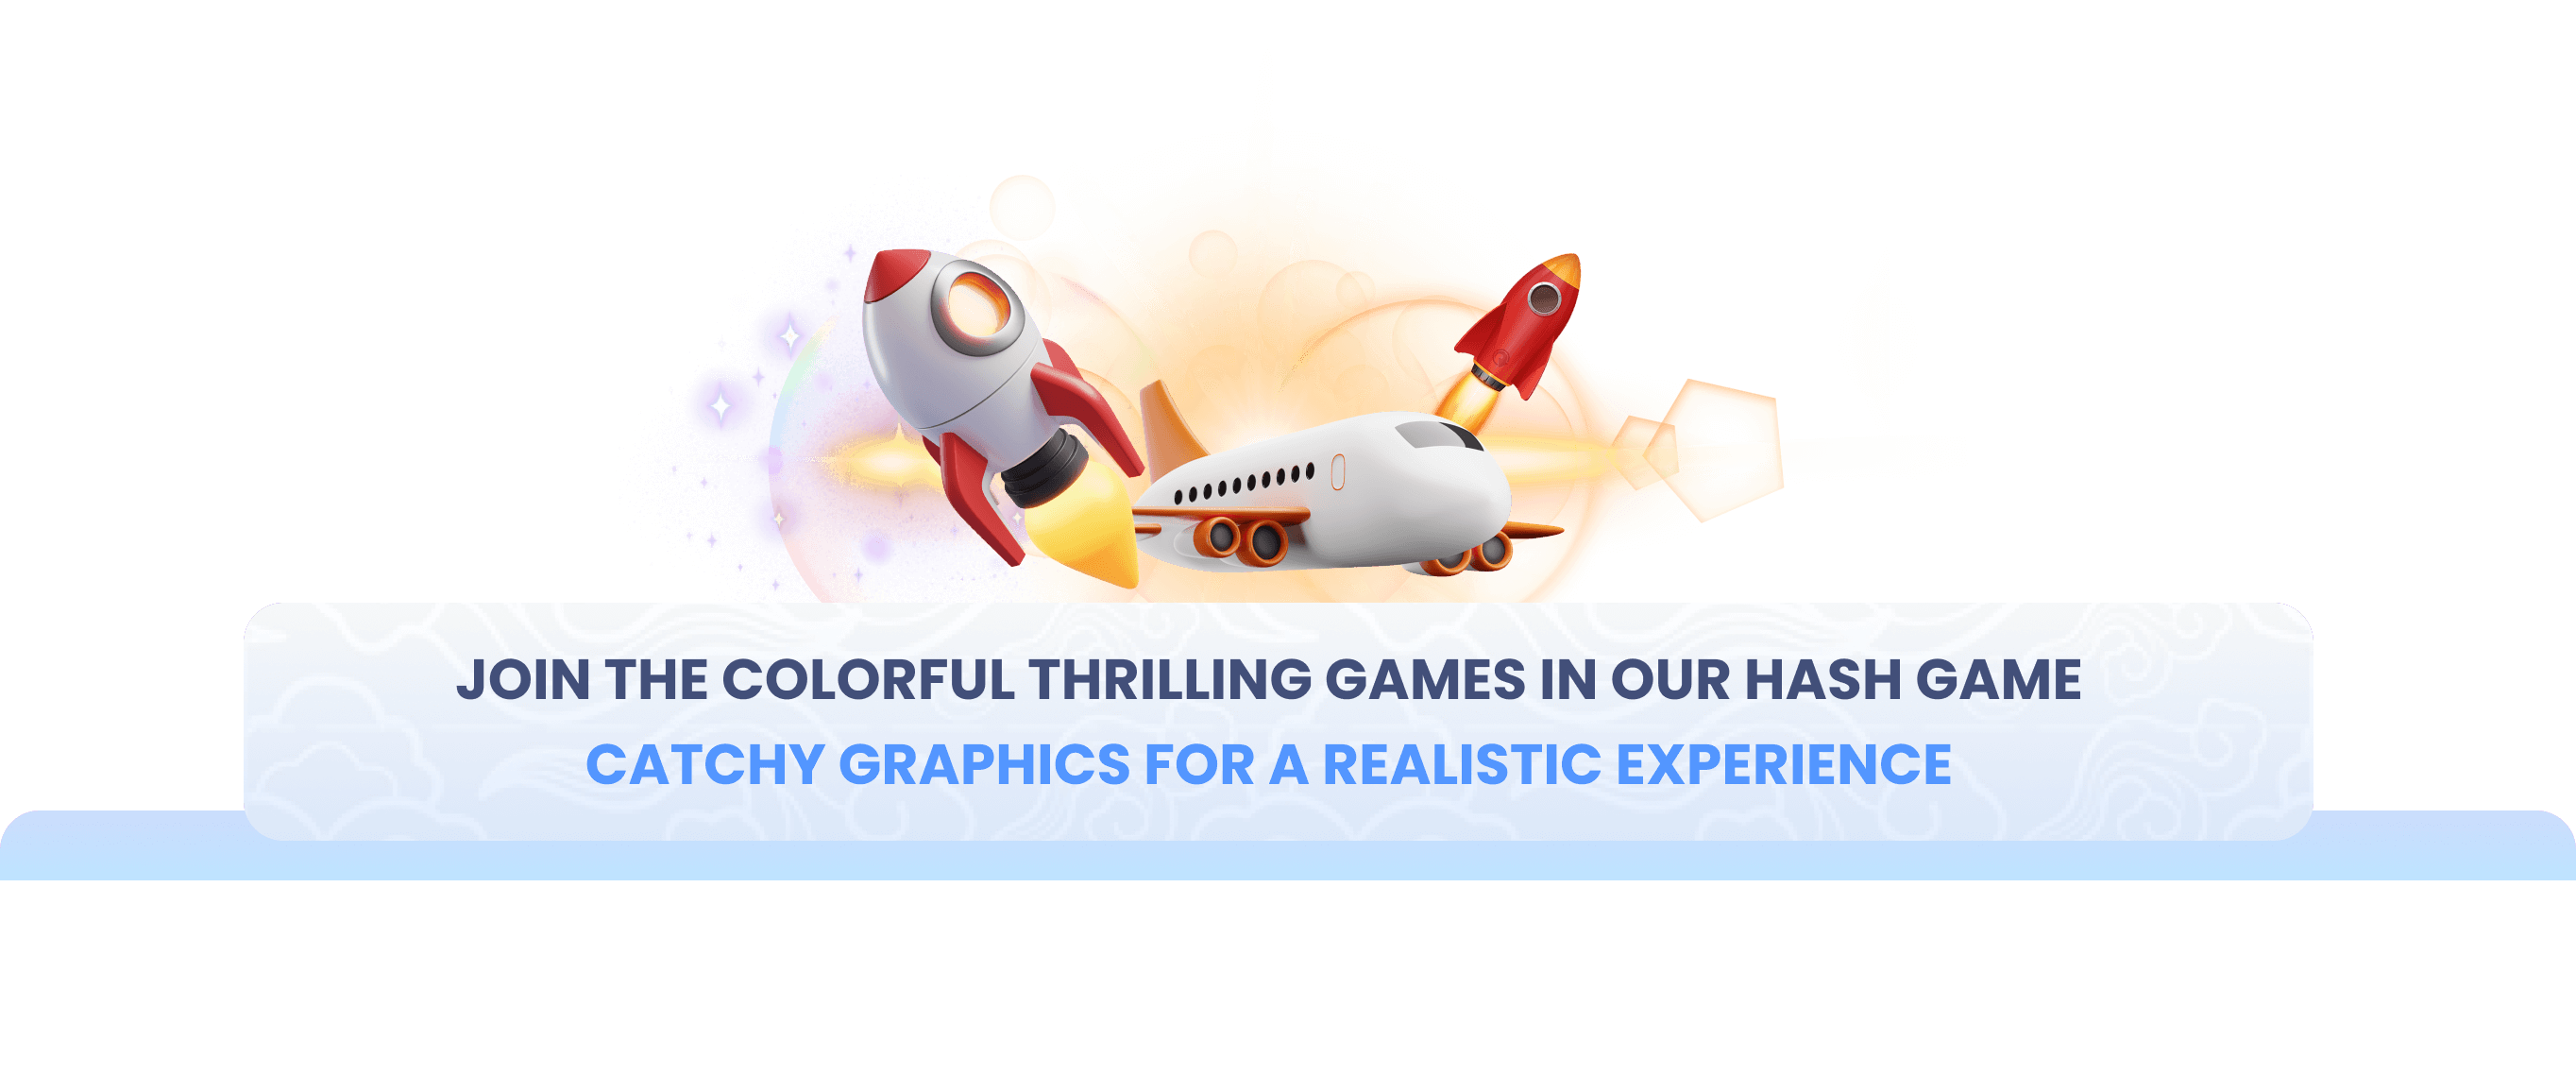 JOIN THE COLORFUL THRILLING GAMES IN OUR HASH GAME
CATCHY GRAPHICS FOR A REALISTIC EXPERIENCE